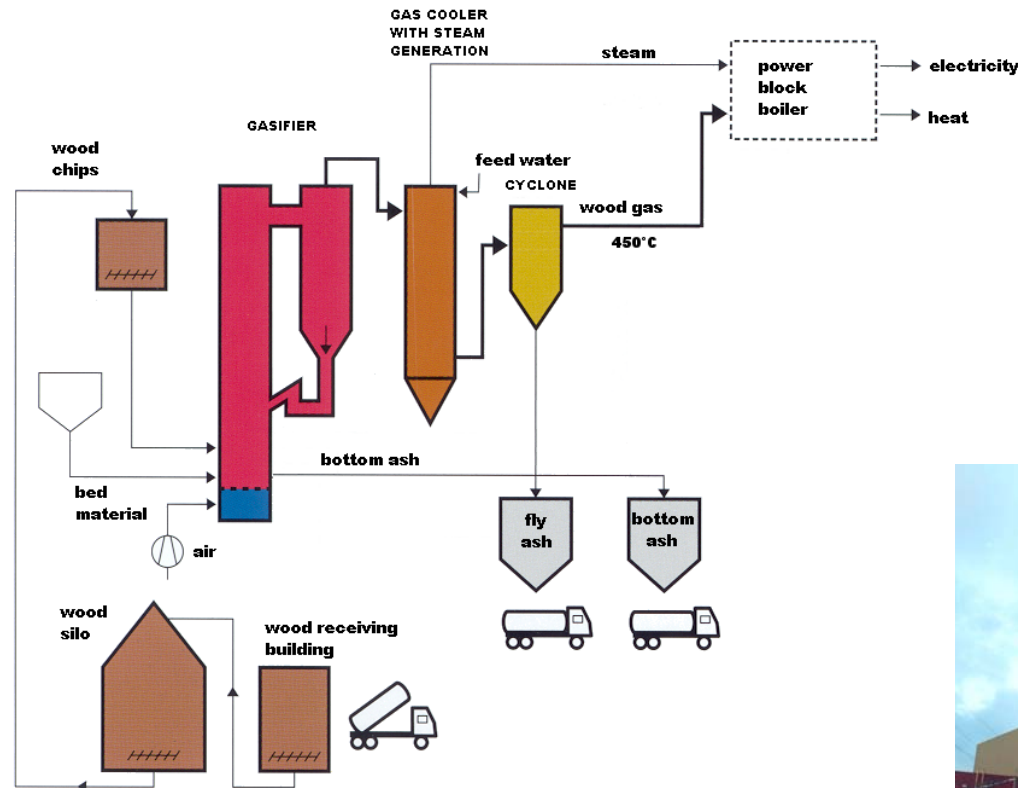 GAS COOLER
WITH STEAM
GENERATION
steam
power
block
boiler
electricity
heat
GASIFIER
wood
chips
feed water
CYCLONE
wood gas
450°C
bottom ash
bed
material
air
fly
ash
bottom
ash
wood
silo
wood receiving
building